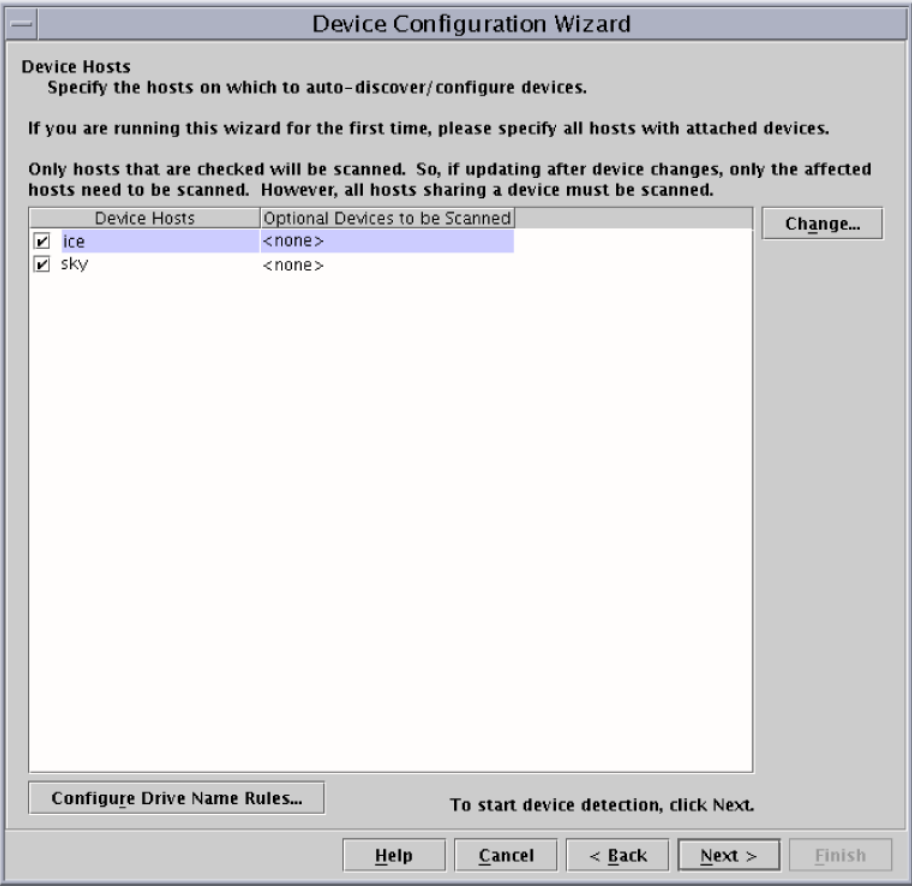 Device Configuration Wizard
Device Hosts
Specify the hosts on which to auto-discover/configure devices.
If you are running this wizard for the first time, please specify all hosts with attached devices.
Only hosts that are checked will be scanned. So, if updating after device changes, only the affected
hosts need to be scanned. However, all hosts sharing a device must be scanned.
Device Hosts Optional Devices to be Scanned
Change...
ice <none>
sky <none>
Configure Drive Name Rules...
To start device detection, click Next.
Help Cancel < Back Next > Finish